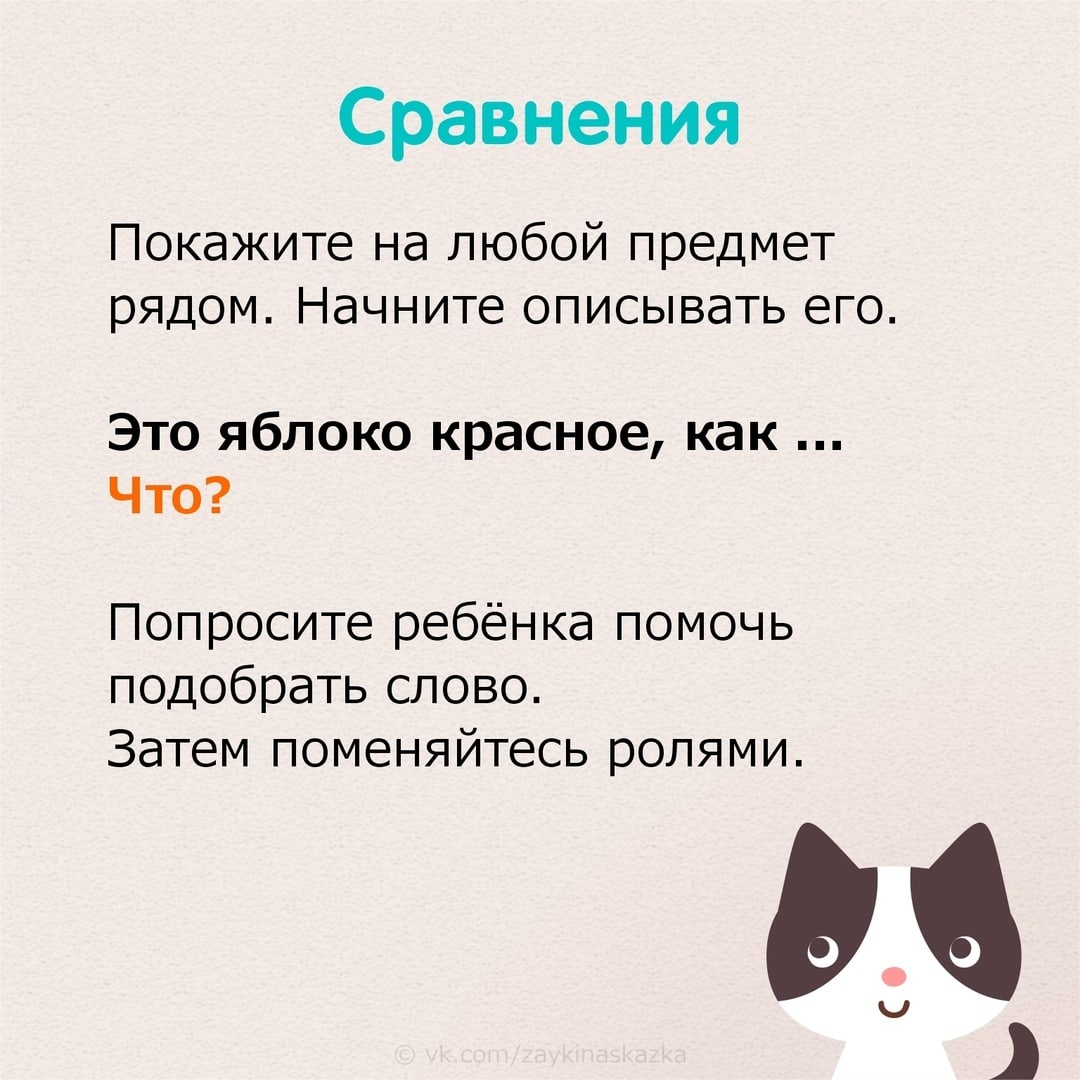 Сравнения
Покажите на любой предмет
рядом. Начните описывать его.
Это яблоко красное, как ...
Что?
Попросите ребёнка помочь
подобрать слово.
Затем поменяйтесь ролями.
© vk.com/zaykinaskazka